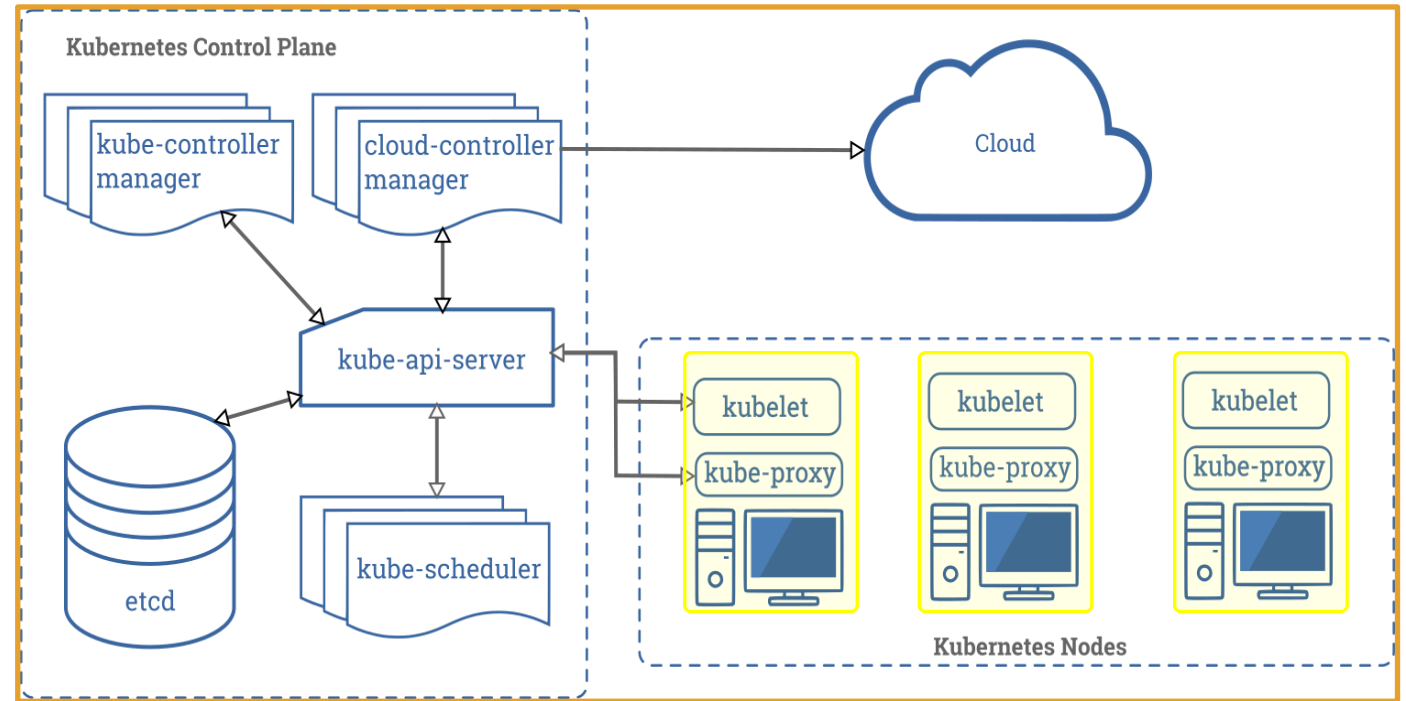 Kubernetes Control Plane
kube-controller
manager
cloud-controller
manager
Cloud
kube-api-server
etcd
kube-scheduler
kubelet
kube-proxy
kubelet
kube-proxy
kubelet
kube-proxy
Kubernetes Nodes